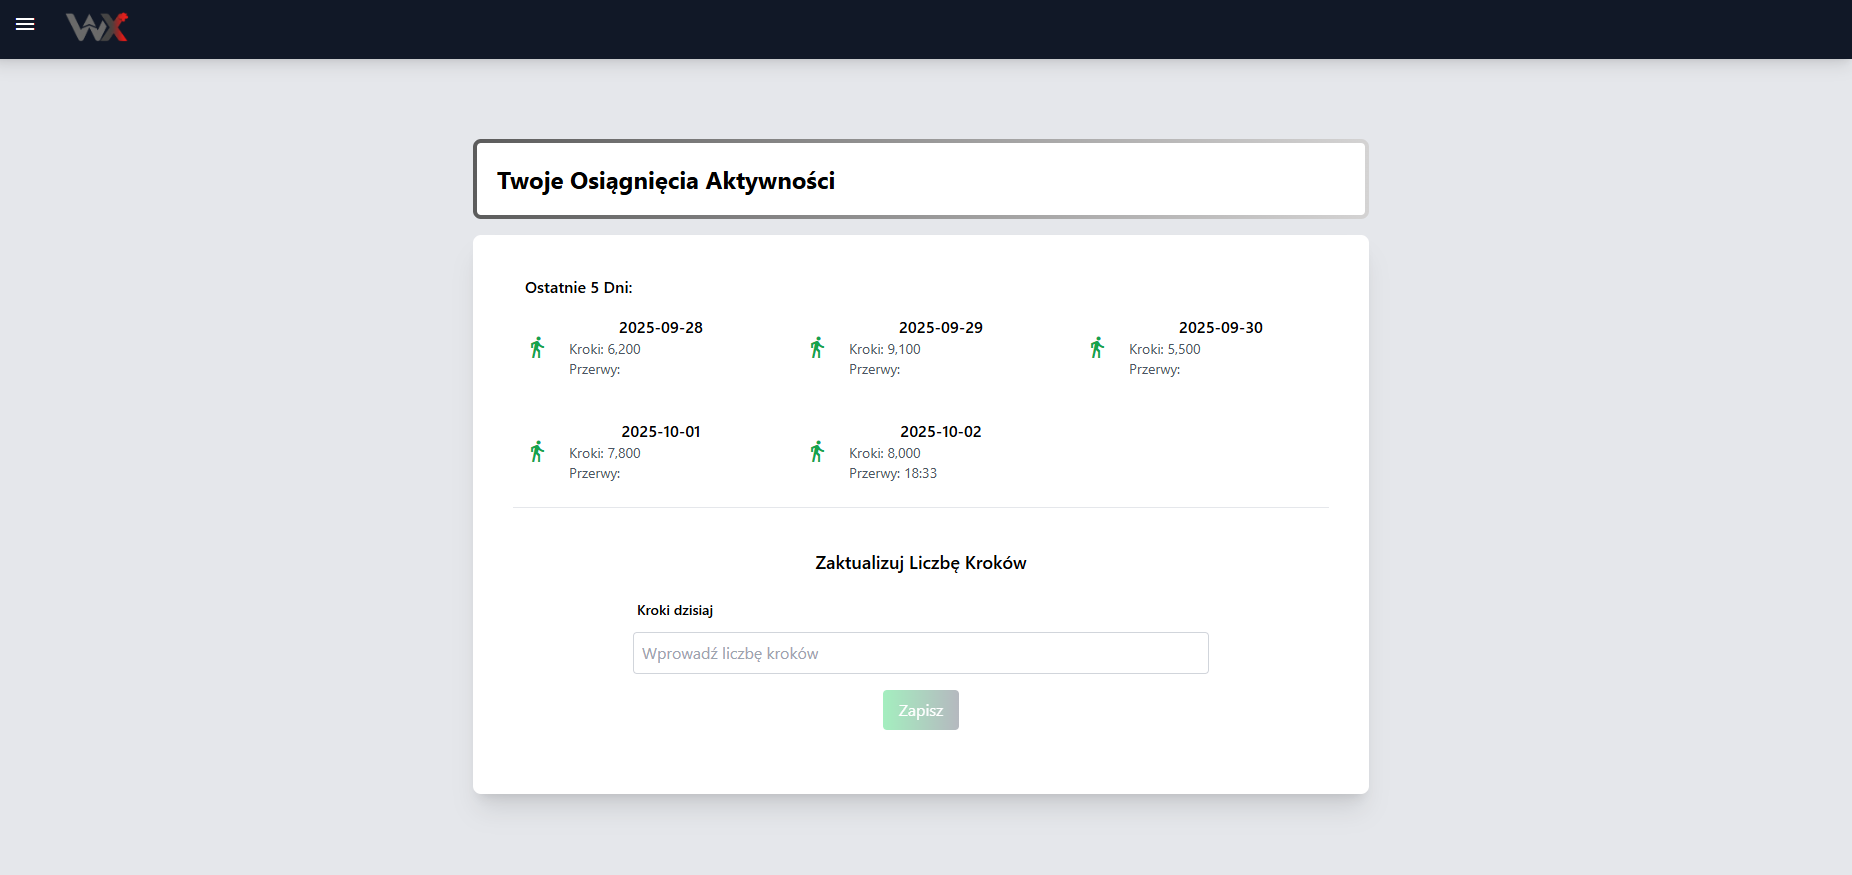 WX
Twoje Osiągnięcia Aktywności
Ostatnie 5 Dni:
2025-09-28
Kroki: 6,200
Przerwy:
2025-09-29
Kroki: 9,100
Przerwy:
2025-09-30
Kroki: 5,500
Przerwy:
2025-10-01
Kroki: 7,800
Przerwy:
2025-10-02
Kroki: 8,000
Przerwy: 18:33
Zaktualizuj Liczbę Kroków
Kroki dzisiaj
Wprowadź liczbę kroków
Zapisz